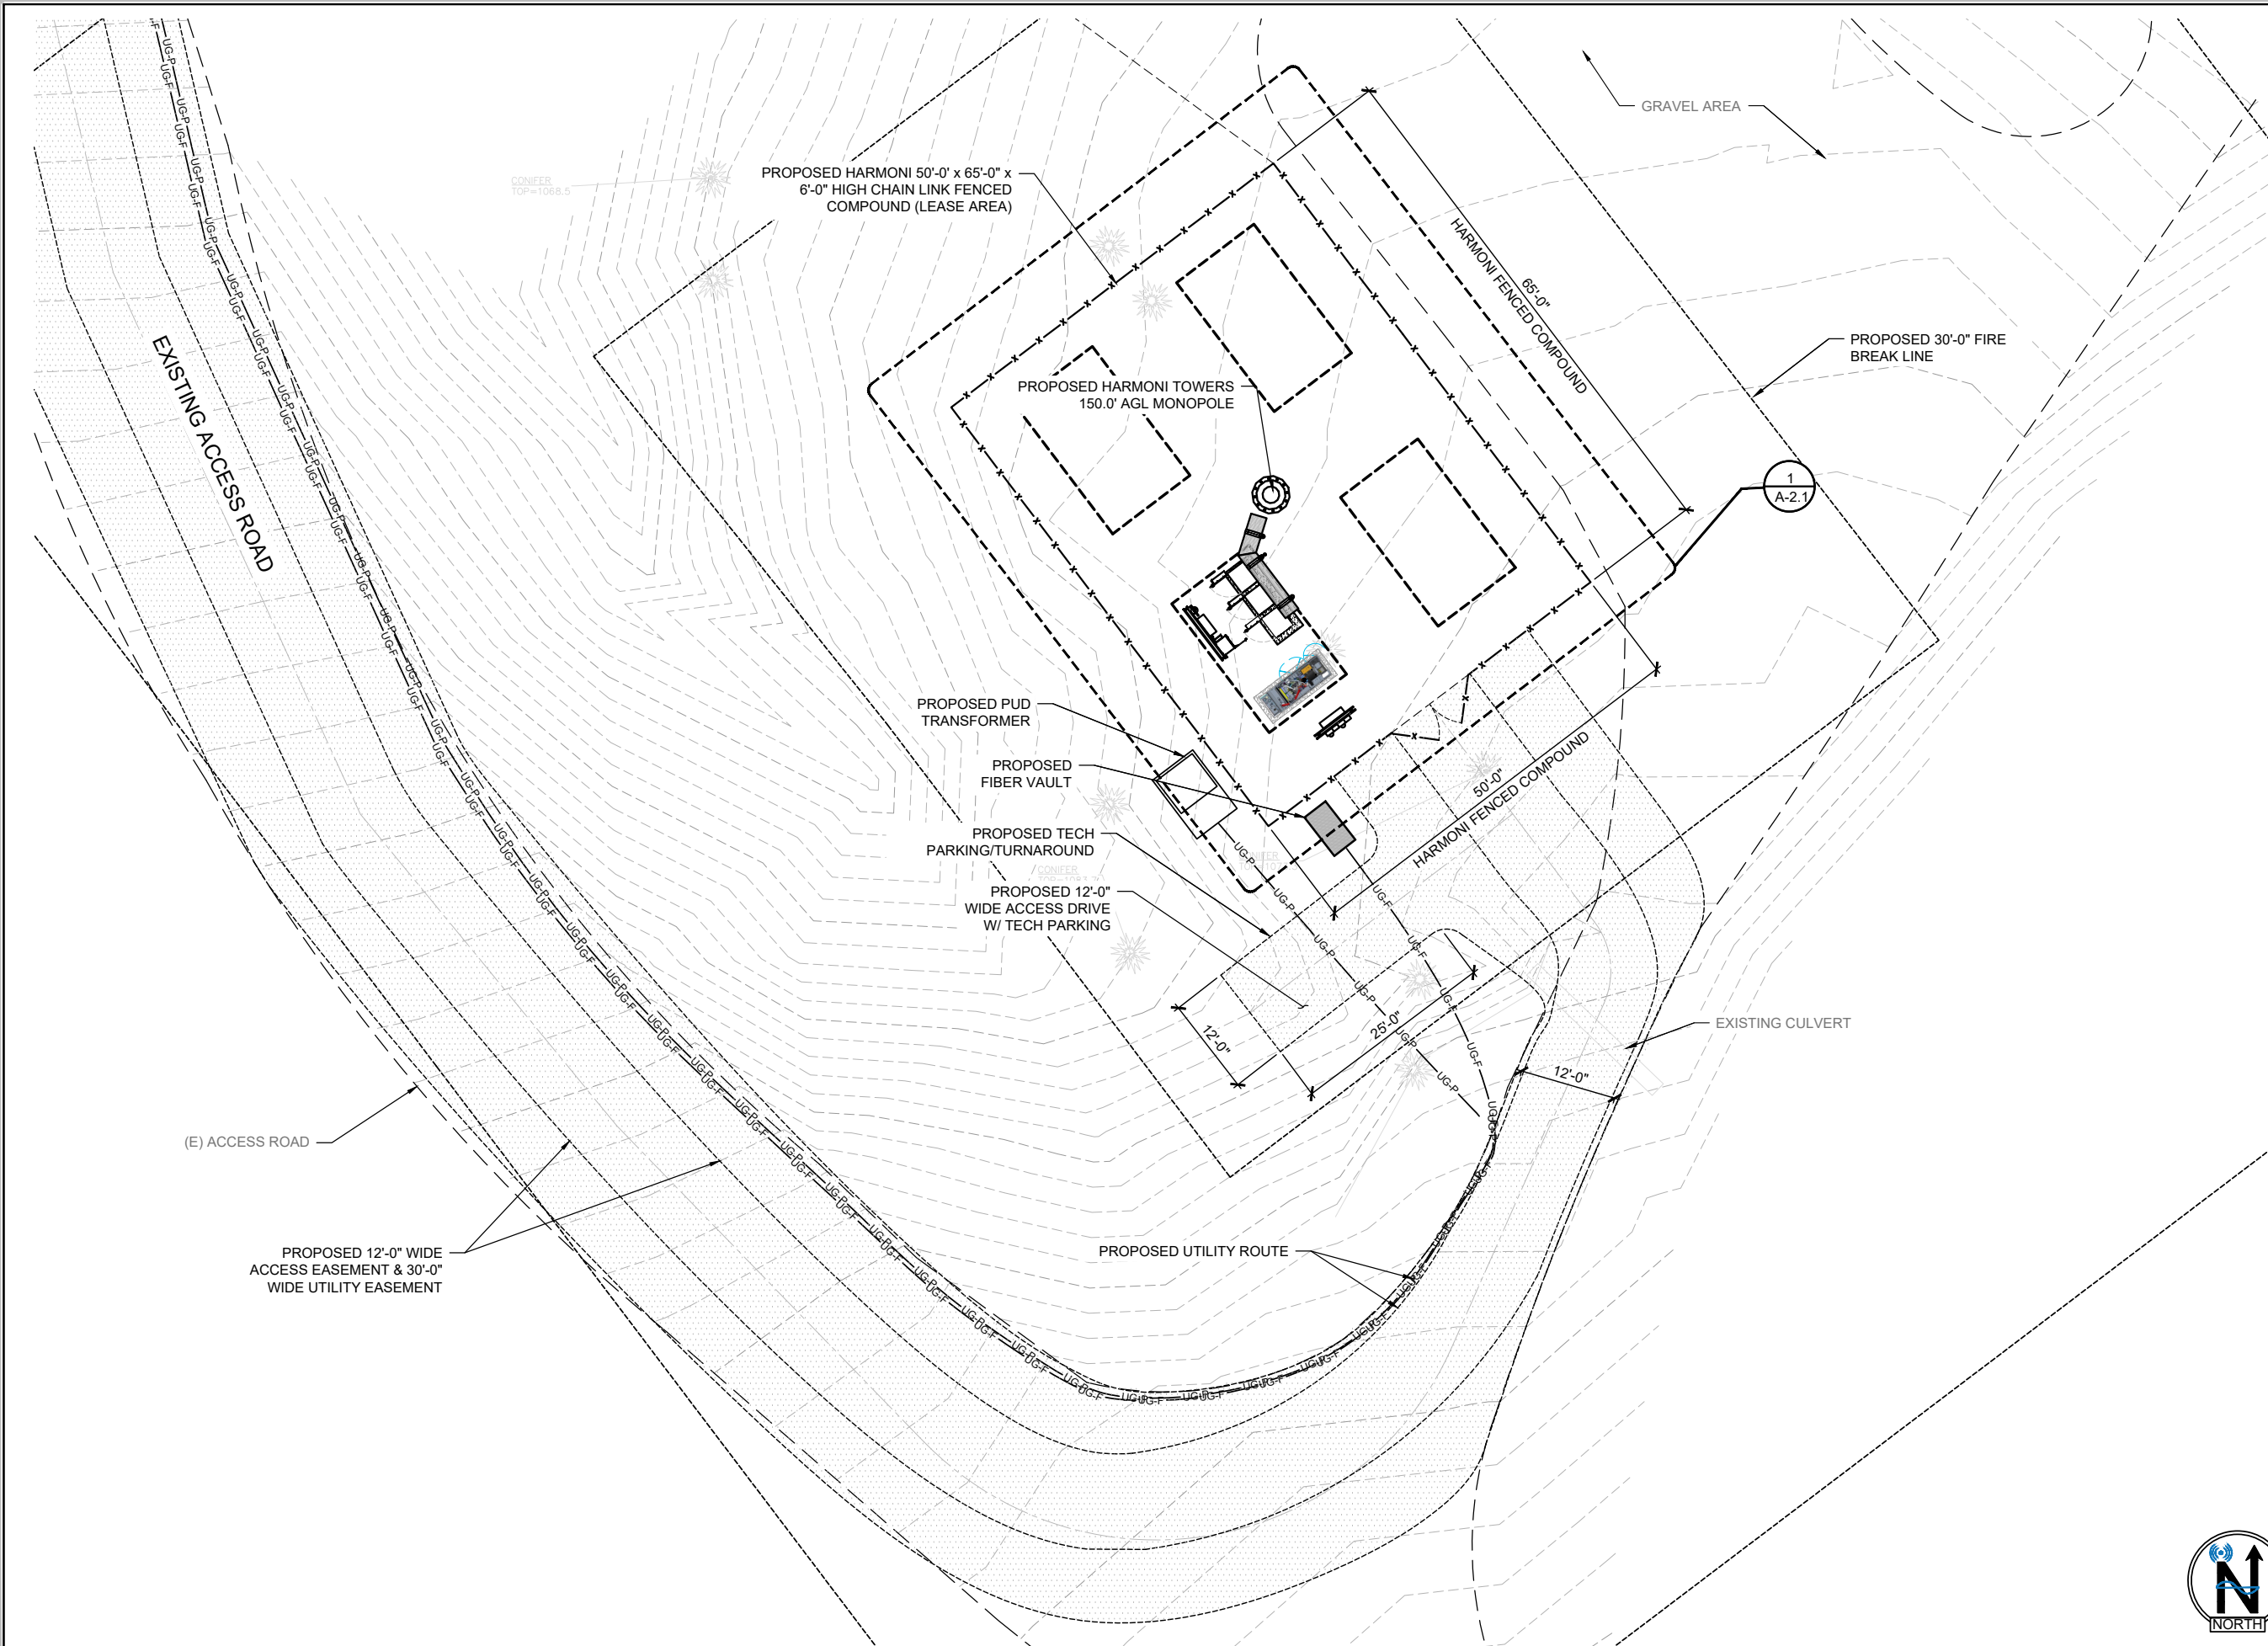 GRAVEL AREA
CONIFER
TOP=1068.5
PROPOSED HARMONI 50'-0' x 65'-0" x
6'-0" HIGH CHAIN LINK FENCED
COMPOUND (LEASE AREA)
65'-0"
HARMONI FENCED COMPOUND
PROPOSED 30'-0" FIRE
BREAK LINE
EXISTING ACCESS ROAD
PROPOSED HARMONI TOWERS
150.0' AGL MONOPOLE
1
A-2.1
PROPOSED PUD
TRANSFORMER
PROPOSED
FIBER VAULT
50'-0"
HARMONI FENCED COMPOUND
PROPOSED TECH
PARKING/TURNAROUND
CONIFER
PROPOSED 12'-0"
WIDE ACCESS DRIVE
W/ TECH PARKING
UG-P
UG-F
12'-0"
25'-0"
EXISTING CULVERT
12'-0"
(E) ACCESS ROAD
PROPOSED 12'-0" WIDE
ACCESS EASEMENT & 30'-0"
WIDE UTILITY EASEMENT
PROPOSED UTILITY ROUTE
N
NORTH